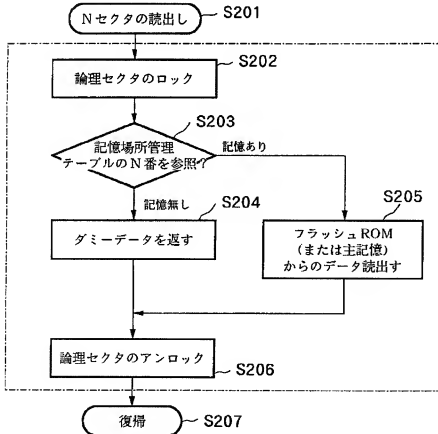 Nセクタの読出し
S201
論理セクタのロック
S202
S203
記憶場所管理
テーブルのN番を参照?
記憶あり
記憶無し
S204
ダミーデータを返す
S205
フラッシュROM
(または主記憶)
からのデータ読出す
論理セクタのアンロック
S206
復帰
S207